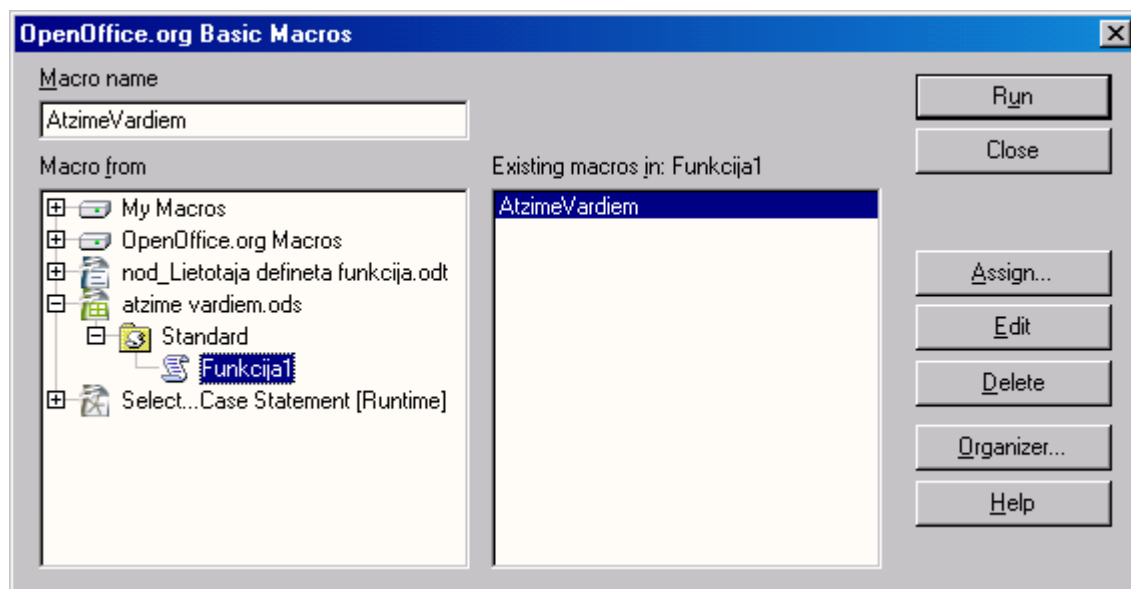 OpenOffice.org Basic Macros
Macro name
AtzimeVardiem
Macro from
My Macros
OpenOffice.org Macros
nod_Lietotaja defineta funkcija.odt
atzime vardiem.ods
Standard
Funkcija1
Select...Case Statement [Runtime]
Existing macros in: Funkcija1
AtzimeVardiem
Run
Close
Assign...
Edit
Delete
Organizer...
Help